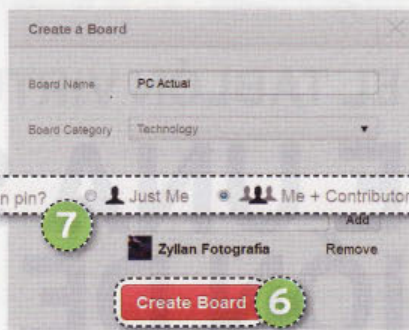 Create a Board
Board Name PC Actual
Board Category Technology
n pin? Just Me Me + Contributor
7
Add
Zyllan Fotografia Remove
Create Board 6